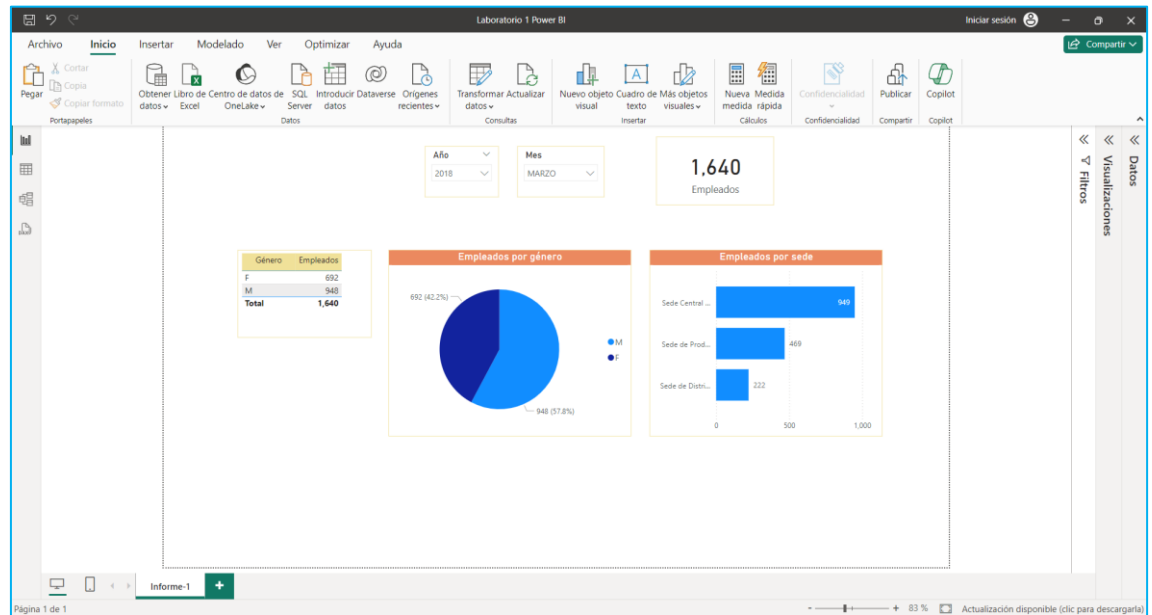 Laboratorio 1 Power BI
Iniciar sesión
Archivo Inicio Insertar Modelado Ver Optimizar Ayuda
Compartir
Pegar
Cortar
Copia
Copiar formato
Portapapeles
Obtener datos
Libro de Excel
Centro de datos de OneLake
SQL Server
Introducir datos
Dataverse
Orígenes recientes
Datos
Transformar datos
Actualizar
Consultas
Nuevo objeto visual
Cuadro de texto
Más objetos visuales
Insertar
Nueva medida
Medida rápida
Cálculos
Confidencialidad
Confidencialidad
Publicar
Compartir
Copilot
Copilot
Año
2018
Mes
MARZO
1,640
Empleados
Filtros
Visualizaciones
Datos
Género Empleados
F 692
M 948
Total 1,640
Empleados por género
692 (42.2%)
948 (57.8%)
M
F
Empleados por sede
Sede Central ... 949
Sede de Prod... 469
Sede de Distri... 222
0 500 1,000
Informe-1
+
Página 1 de 1
- + 83 %
Actualización disponible (clic para descargarla)